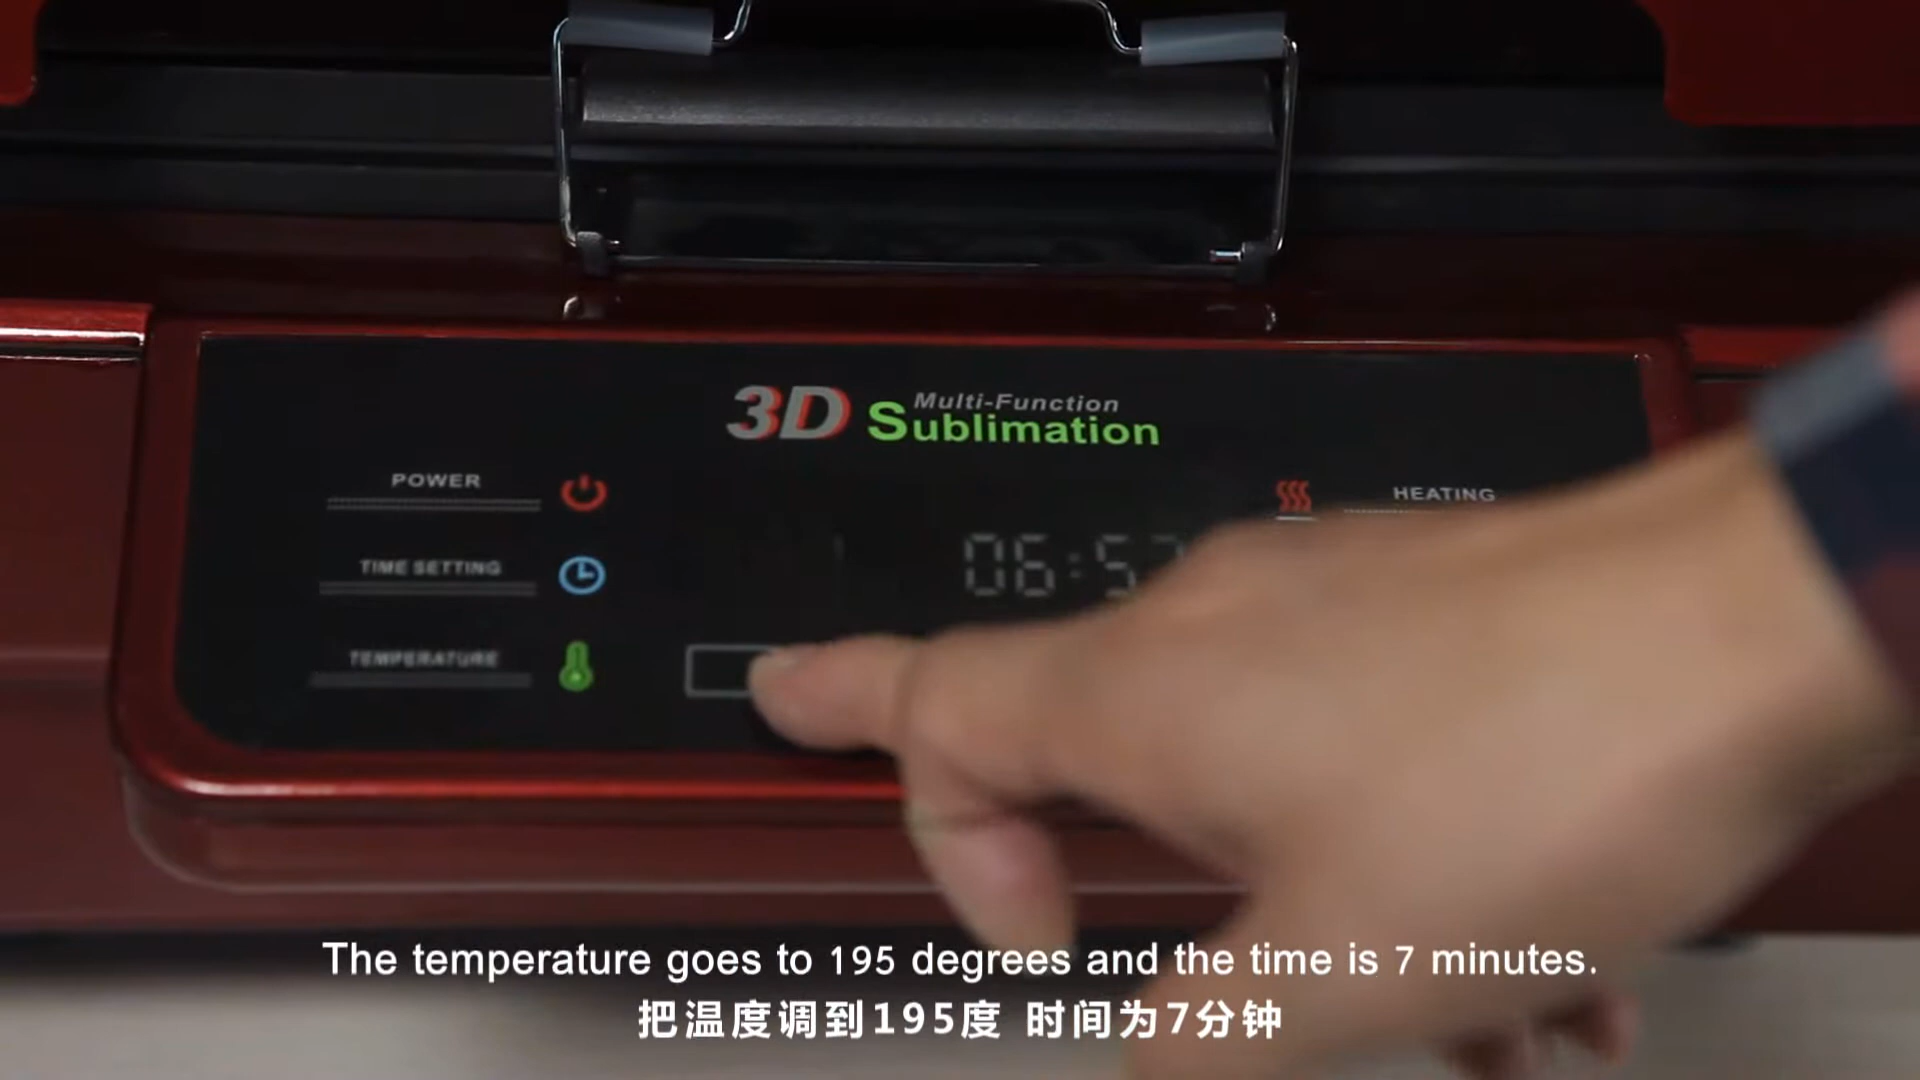 3D Multi-Function
Sublimation
POWER
HEATING
TIME SETTING
06:5
TEMPERATURE
The temperature goes to 195 degrees and the time is 7 minutes.
把温度调到195度 时间为7分钟